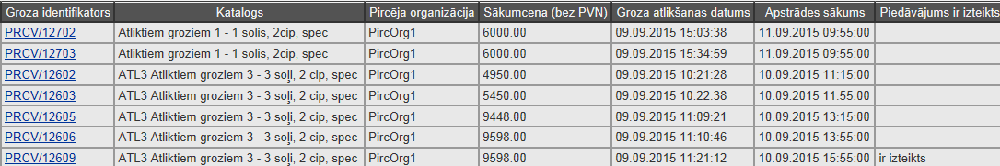 Groza identifikators Katalogs Pircēja organizācija Sākumcena (bez PVN) Groza atlikšanas datums Apstrādes sākums Piedāvājums ir izteikts
PRCV/12702 Atliktiem groziem 1 - 1 solis, 2cip, spec PircOrg1 6000.00 09.09.2015 15:03:38 11.09.2015 09:55:00
PRCV/12703 Atliktiem groziem 1 - 1 solis, 2cip, spec PircOrg1 6000.00 09.09.2015 15:34:59 11.09.2015 09:55:00
PRCV/12602 ATL3 Atliktiem groziem 3 - 3 soļi, 2 cip, spec PircOrg1 4950.00 09.09.2015 10:21:28 10.09.2015 11:15:00
PRCV/12603 ATL3 Atliktiem groziem 3 - 3 soļi, 2 cip, spec PircOrg1 5450.00 09.09.2015 10:22:38 10.09.2015 11:55:00
PRCV/12605 ATL3 Atliktiem groziem 3 - 3 soļi, 2 cip, spec PircOrg1 9448.00 09.09.2015 11:09:21 10.09.2015 13:15:00
PRCV/12606 ATL3 Atliktiem groziem 3 - 3 soļi, 2 cip, spec PircOrg1 9598.00 09.09.2015 11:10:46 10.09.2015 13:55:00
PRCV/12609 ATL3 Atliktiem groziem 3 - 3 soļi, 2 cip, spec PircOrg1 9598.00 09.09.2015 11:21:12 10.09.2015 15:55:00 ir izteikts